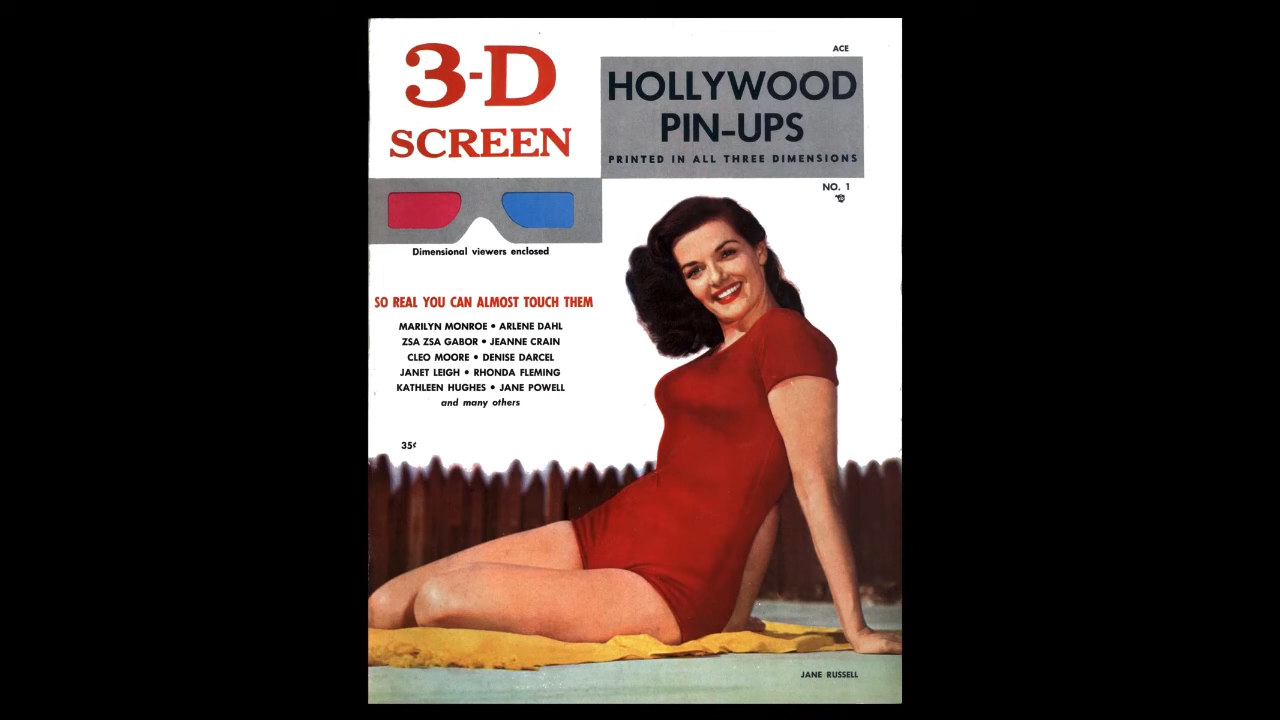 3-D
SCREEN
ACE
HOLLYWOOD
PIN-UPS
PRINTED IN ALL THREE DIMENSIONS
NO. 1
Dimensional viewers enclosed
SO REAL YOU CAN ALMOST TOUCH THEM
MARILYN MONROE • ARLENE DAHL
ZSA ZSA GABOR • JEANNE CRAIN
CLEO MOORE • DENISE DARCEL
JANET LEIGH • RHONDA FLEMING
KATHLEEN HUGHES • JANE POWELL
and many others
35¢
JANE RUSSELL